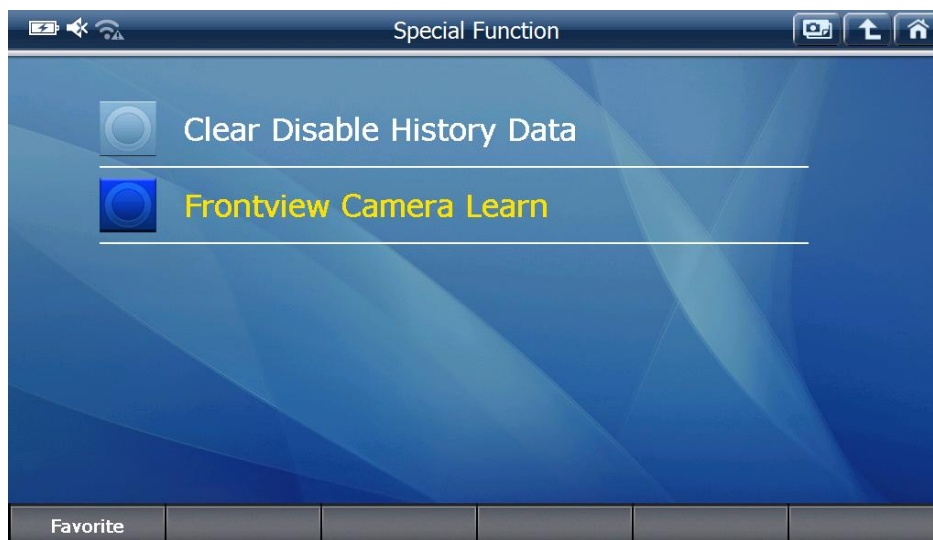 Special Function
Clear Disable History Data
Frontview Camera Learn
Favorite